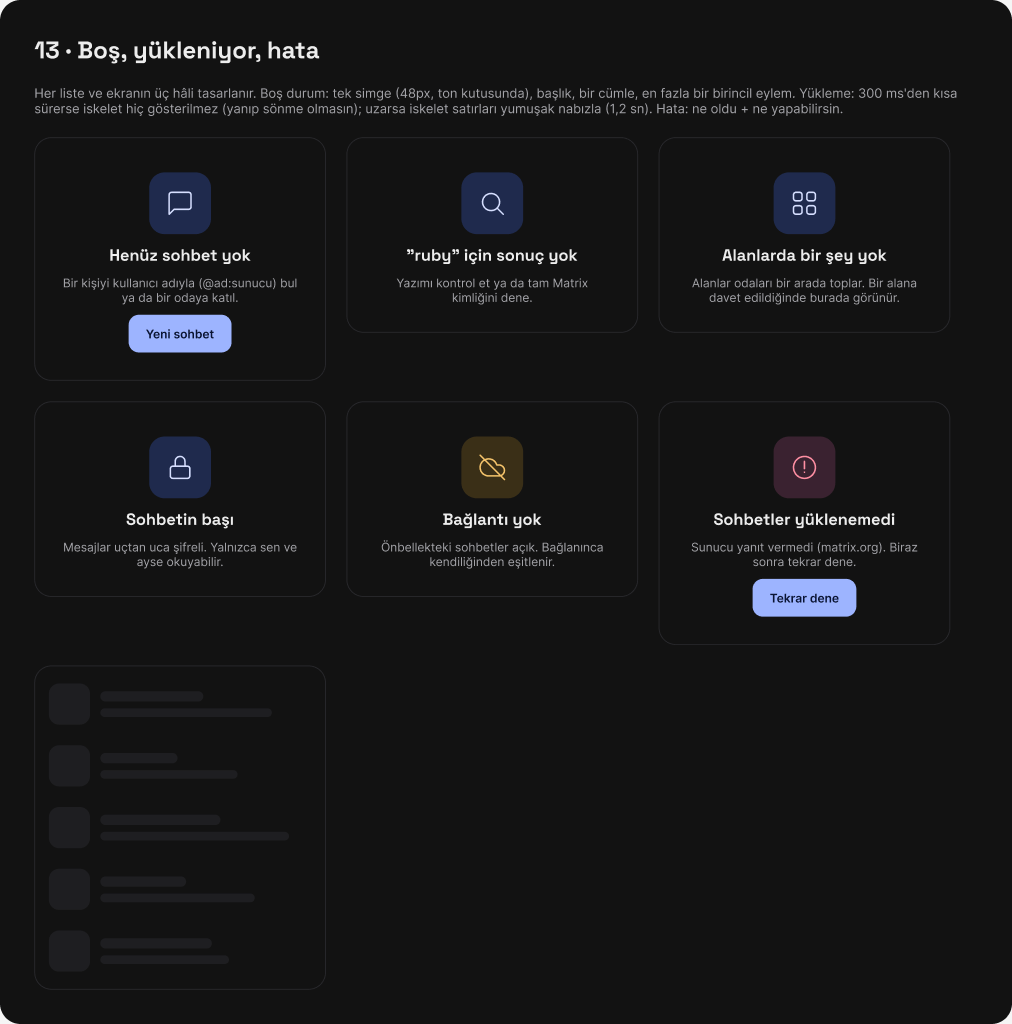 13 · Boş, yükleniyor, hata
Her liste ve ekranın üç hâli tasarlanır. Boş durum: tek simge (48px, ton kutusunda), başlık, bir cümle, en fazla bir birincil eylem. Yükleme: 300 ms'den kısa
sürerse iskelet hiç gösterilmez (yanıp sönme olmasın); uzarsa iskelet satırları yumuşak nabızla (1,2 sn). Hata: ne oldu + ne yapabilirsin.
Henüz sohbet yok
Bir kişiyi kullanıcı adıyla (@ad:sunucu) bul
ya da bir odaya katıl.
Yeni sohbet
”ruby” için sonuç yok
Yazımı kontrol et ya da tam Matrix
kimliğini dene.
Alanlarda bir şey yok
Alanlar odaları bir arada toplar. Bir alana
davet edildiğinde burada görünür.
Sohbetin başı
Mesajlar uçtan uca şifreli. Yalnızca sen ve
ayse okuyabilir.
Bağlantı yok
Önbellekteki sohbetler açık. Bağlanınca
kendiliğinden eşitlenir.
Sohbetler yüklenemedi
Sunucu yanıt vermedi (matrix.org). Biraz
sonra tekrar dene.
Tekrar dene